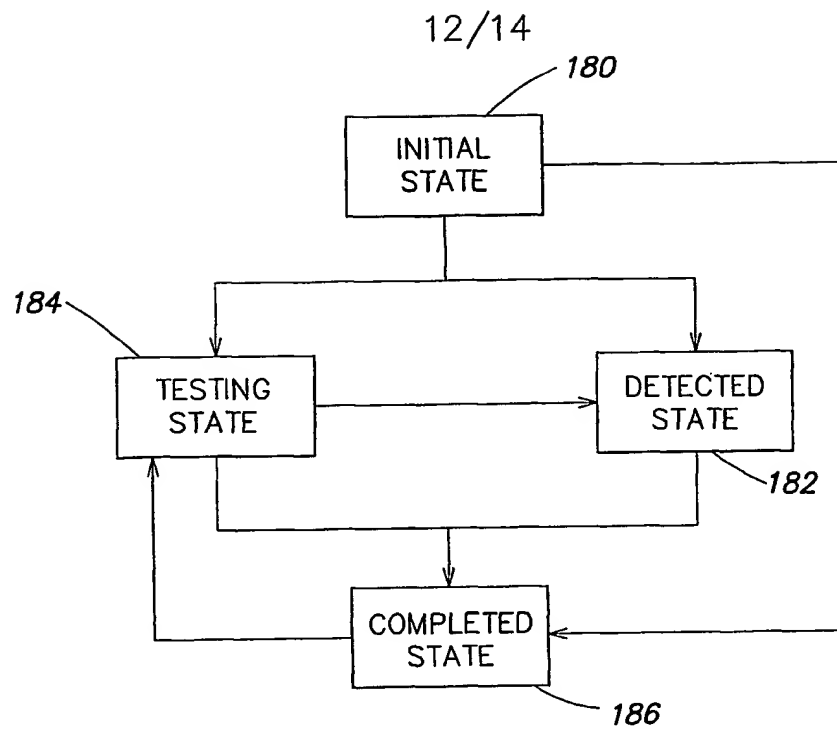 12/14
180
INITIAL
STATE
184
TESTING
STATE
DETECTED
STATE
182
COMPLETED
STATE
186